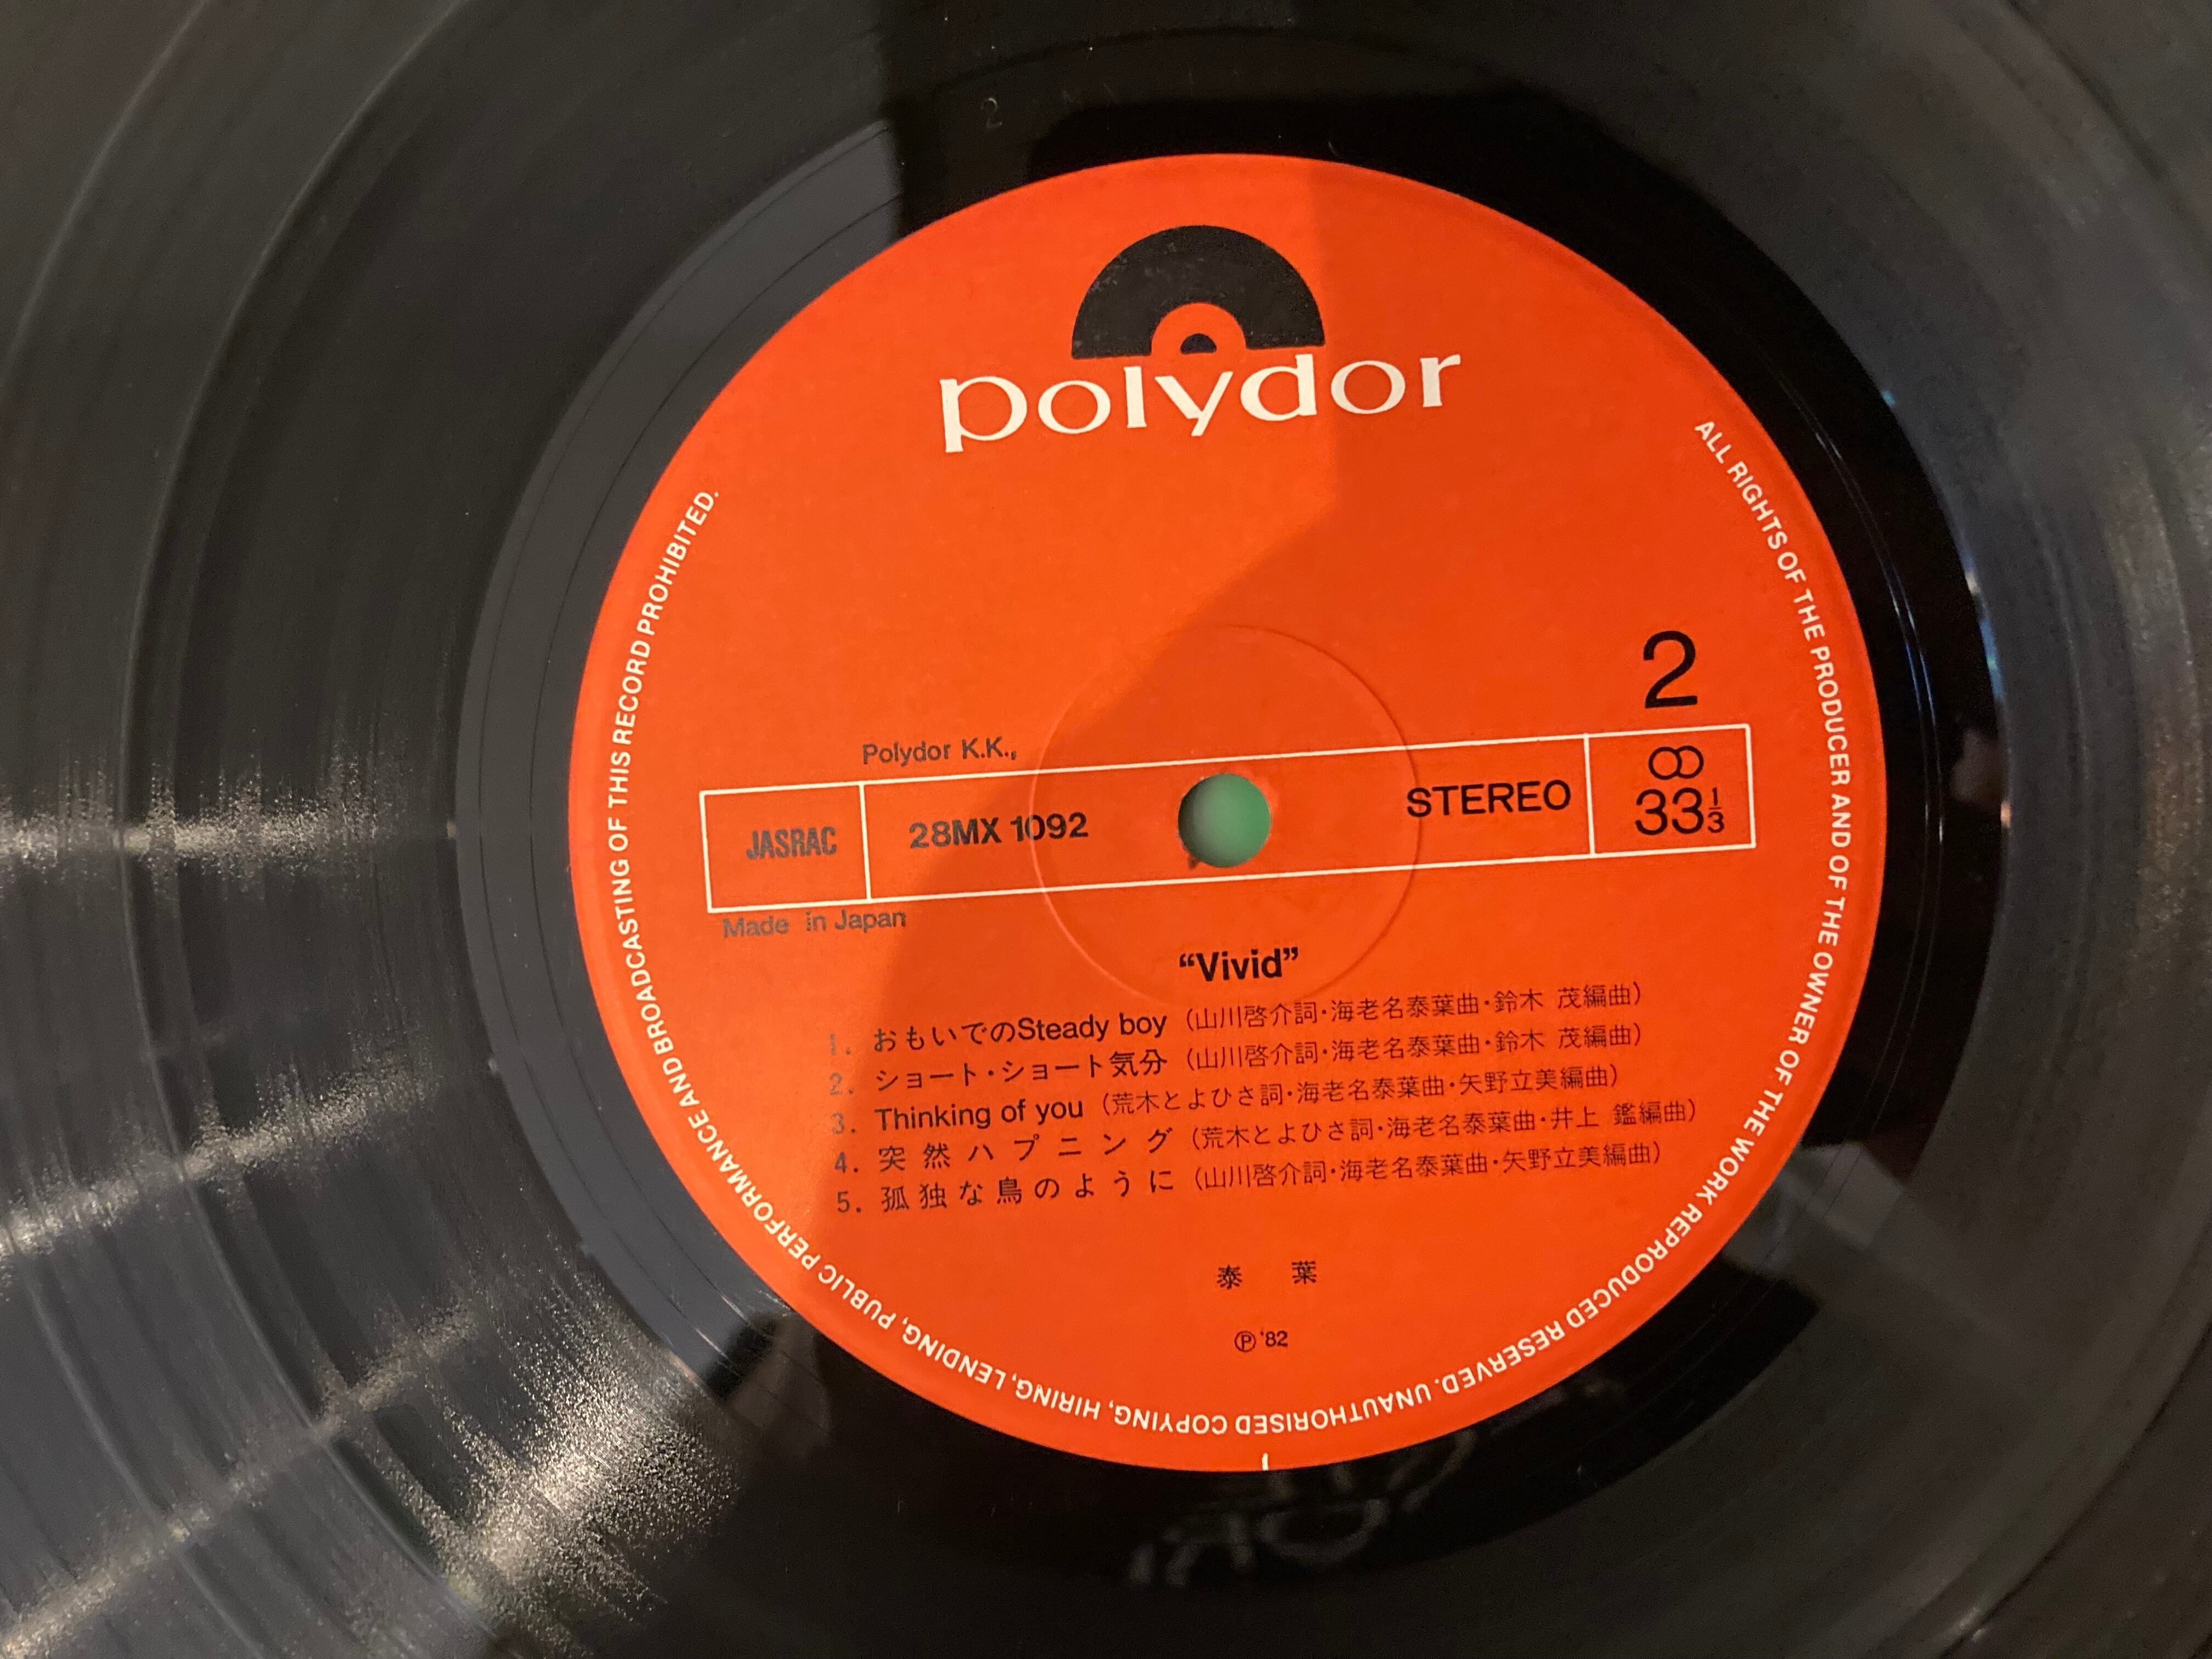 polydor
2
Polydor K.K.,
JASRAC 28MX 1092 STEREO 33⅓
Made in Japan
“Vivid”
1. おもいでのSteady boy (山川啓介詞・海老名泰葉曲・鈴木 茂編曲)
2. ショート・ショート気分 (山川啓介詞・海老名泰葉曲・鈴木 茂編曲)
3. Thinking of you (荒木とよひさ詞・海老名泰葉曲・矢野立美編曲)
4. 突然ハプニング (荒木とよひさ詞・海老名泰葉曲・井上 鑑編曲)
5. 孤独な鳥のように (山川啓介詞・海老名泰葉曲・矢野立美編曲)
泰 葉
Ⓟ '82
ALL RIGHTS OF THE PRODUCER AND OF THE OWNER OF THE WORK REPRODUCED RESERVED. UNAUTHORISED COPYING, HIRING, LENDING, PUBLIC PERFORMANCE AND BROADCASTING OF THIS RECORD PROHIBITED.